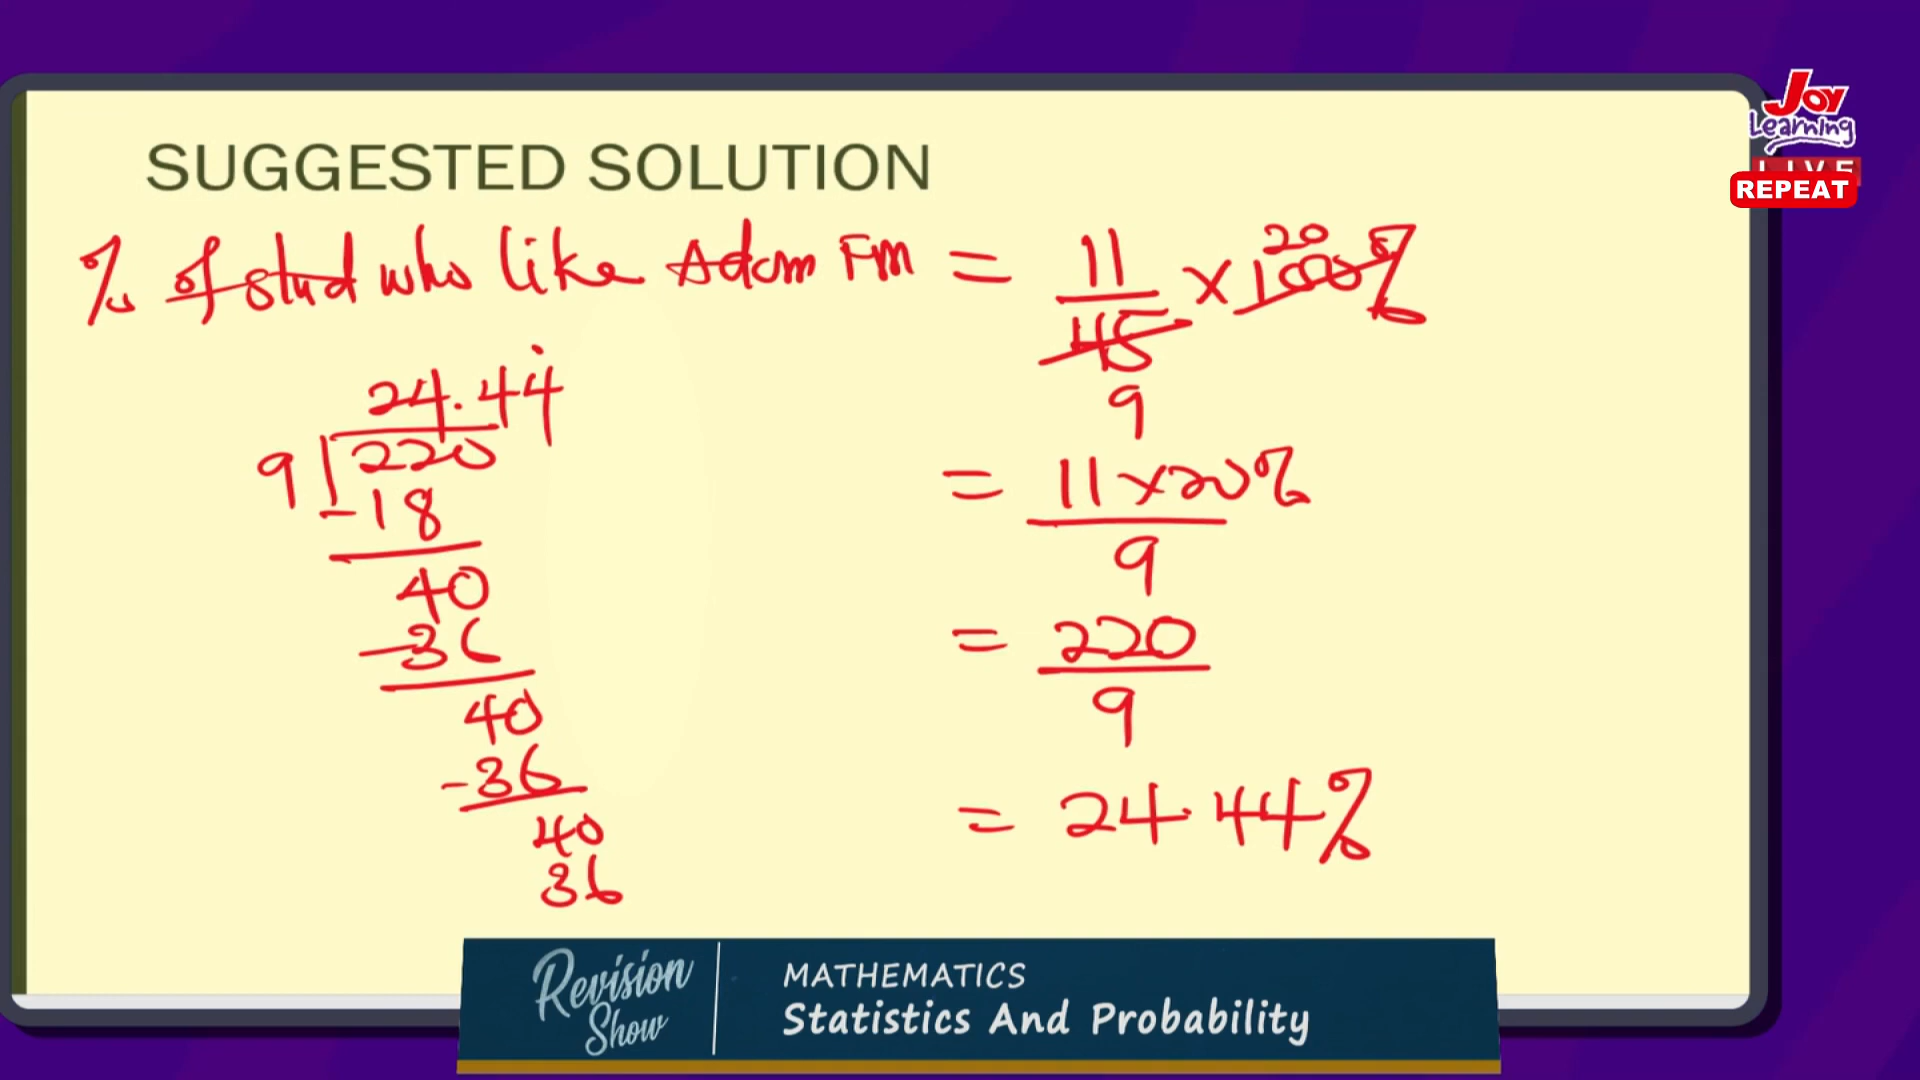 JOY
Learning
LIVE
REPEAT
SUGGESTED SOLUTION
% of stud who like Adom Fm = 11/45 × 100%
20
9
= 11×20%/9
= 220/9
= 24.44%
24.44̇
9 220
-18
40
-36
40
-36
40
36
Revision
Show
MATHEMATICS
Statistics And Probability